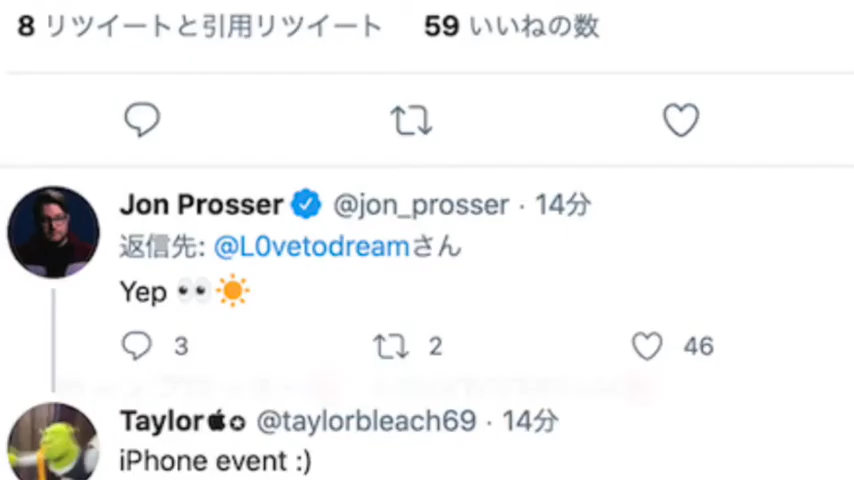 8 リツイートと引用リツイート 59 いいねの数
Jon Prosser @jon_prosser · 14分
返信先: @L0vetodreamさん
Yep 👀☀️
3 2 46
Taylor @taylorbleach69 · 14分
iPhone event :)